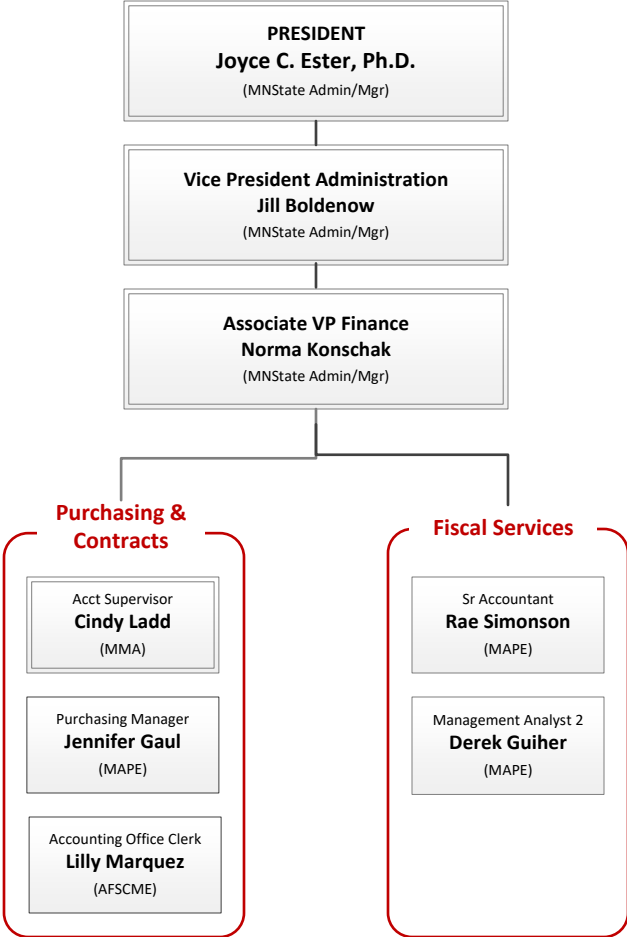 PRESIDENT
Joyce C. Ester, Ph.D.
(MNState Admin/Mgr)
Vice President Administration
Jill Boldenow
(MNState Admin/Mgr)
Associate VP Finance
Norma Konschak
(MNState Admin/Mgr)
Purchasing &
Contracts
Acct Supervisor
Cindy Ladd
(MMA)
Purchasing Manager
Jennifer Gaul
(MAPE)
Accounting Office Clerk
Lilly Marquez
(AFSCME)
Fiscal Services
Sr Accountant
Rae Simonson
(MAPE)
Management Analyst 2
Derek Guiher
(MAPE)